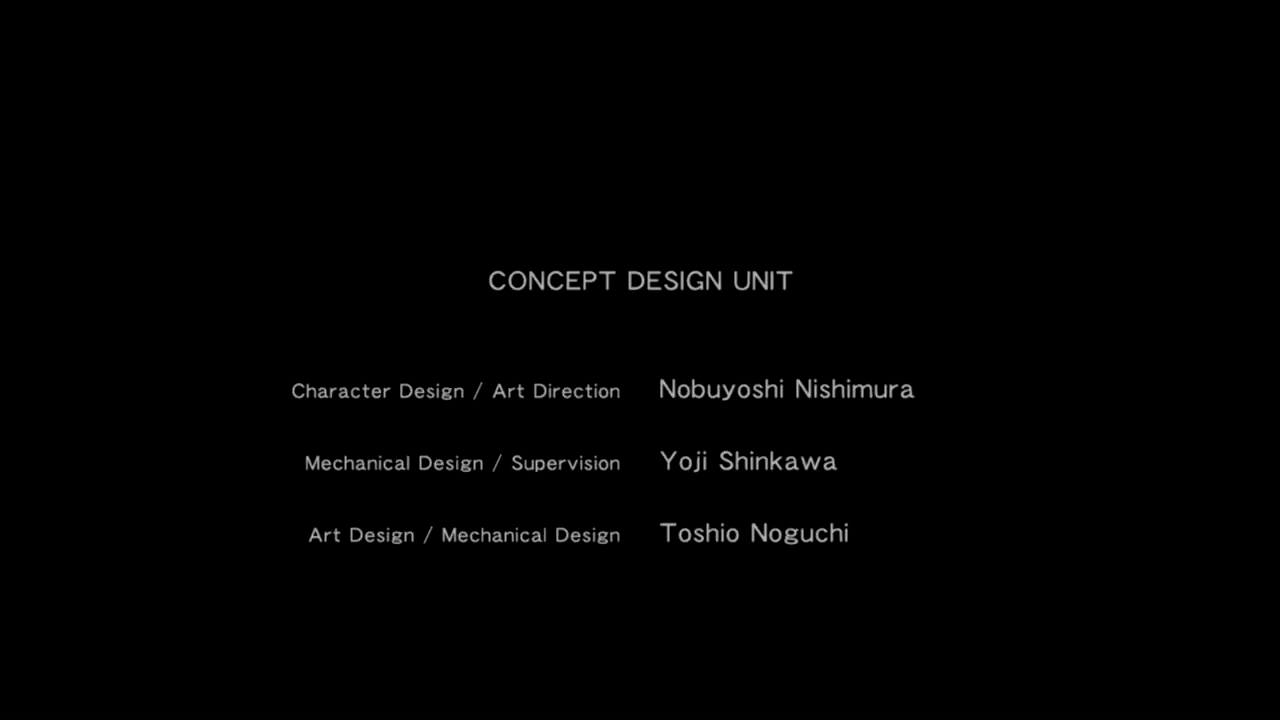 CONCEPT DESIGN UNIT
Character Design / Art Direction Nobuyoshi Nishimura
Mechanical Design / Supervision Yoji Shinkawa
Art Design / Mechanical Design Toshio Noguchi